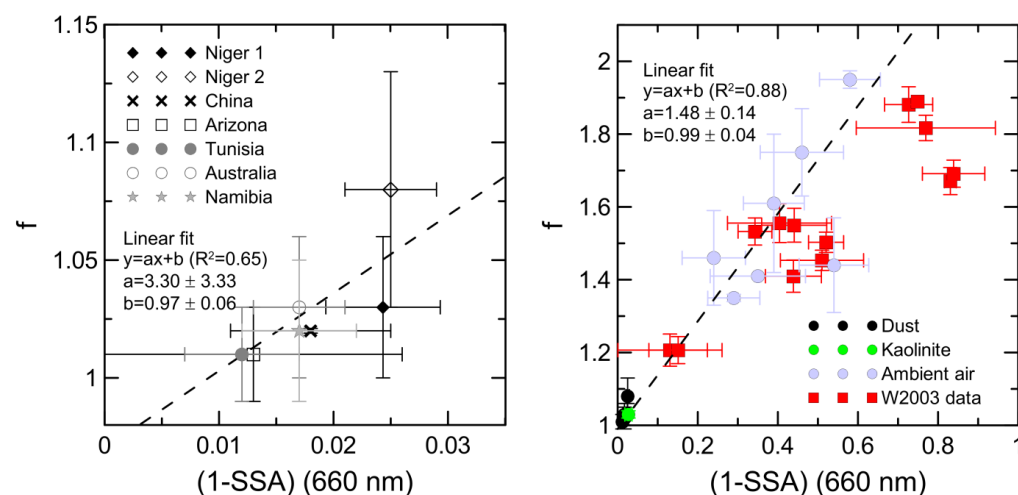 1.15
1.1
1.05
1
f
Niger 1
Niger 2
China
Arizona
Tunisia
Australia
Namibia
Linear fit
y=ax+b (R²=0.65)
a=3.30 ± 3.33
b=0.97 ± 0.06
0 0.01 0.02 0.03
(1-SSA) (660 nm)
2
1.8
1.6
1.4
1.2
1
f
Linear fit
y=ax+b (R²=0.88)
a=1.48 ± 0.14
b=0.99 ± 0.04
Dust
Kaolinite
Ambient air
W2003 data
0 0.2 0.4 0.6 0.8 1
(1-SSA) (660 nm)